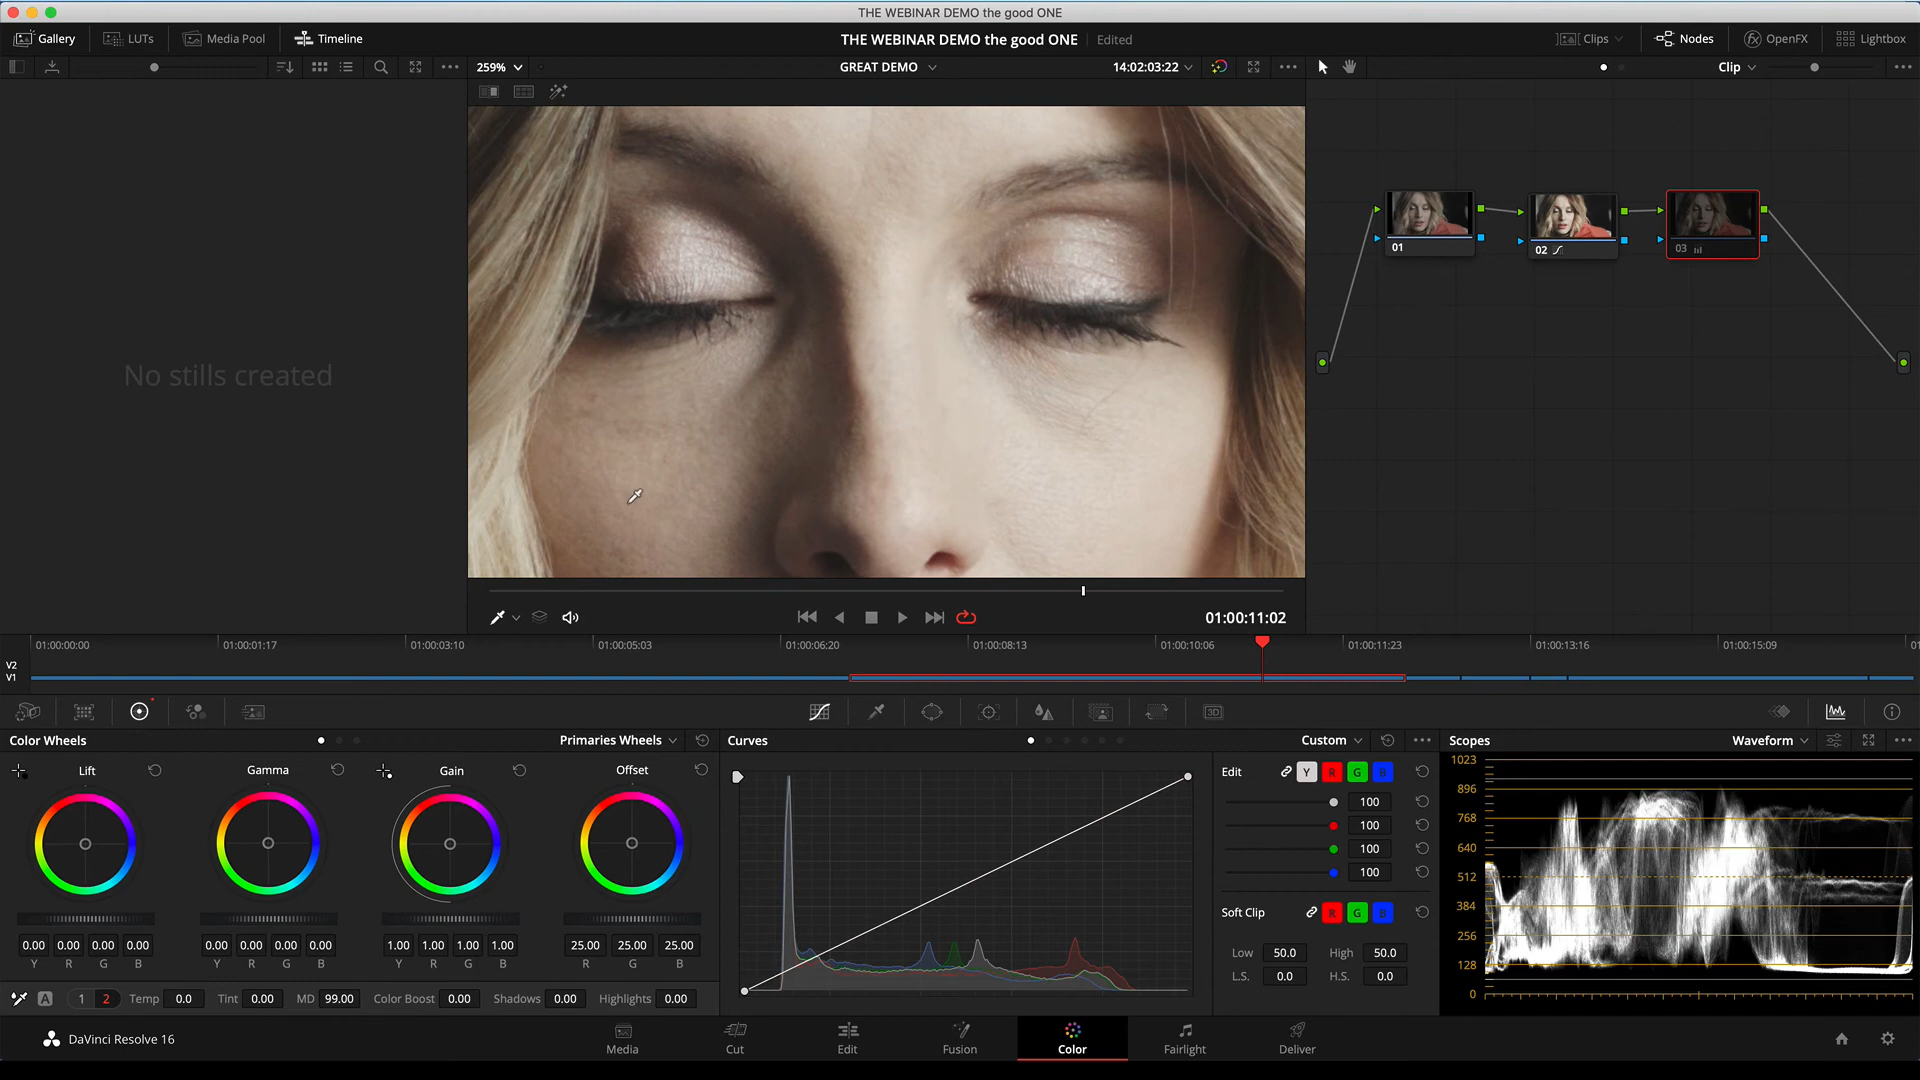 THE WEBINAR DEMO the good ONE
Gallery LUTs Media Pool Timeline THE WEBINAR DEMO the good ONE Edited Clips Nodes OpenFX Lightbox
259% GREAT DEMO 14:02:03:22 Clip
No stills created
01 02 03
01:00:11:02
01:00:00:00 01:00:01:17 01:00:03:10 01:00:05:03 01:00:06:20 01:00:08:13 01:00:10:06 01:00:11:23 01:00:13:16 01:00:15:09
V2
V1
Color Wheels Primaries Wheels Curves Custom Scopes Waveform
Lift Gamma Gain Offset
0.00 0.00 0.00 0.00 0.00 0.00 0.00 0.00 1.00 1.00 1.00 1.00 25.00 25.00 25.00
Y R G B Y R G B Y R G B R G B
A 1 2 Temp 0.0 Tint 0.00 MD 99.00 Color Boost 0.00 Shadows 0.00 Highlights 0.00
Edit Y R G B
100
100
100
100
Soft Clip R G B
Low 50.0 High 50.0
L.S. 0.0 H.S. 0.0
1023
896
768
640
512
384
256
128
0
3D
DaVinci Resolve 16 Media Cut Edit Fusion Color Fairlight Deliver